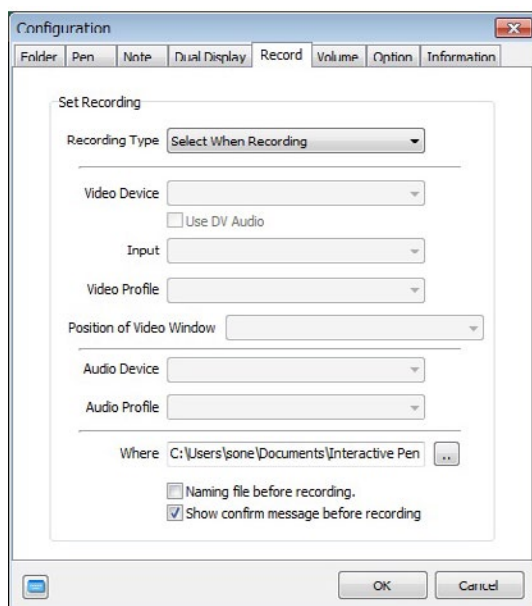 Configuration
Folder Pen Note Dual Display Record Volume Option Information
Set Recording
Recording Type Select When Recording
Video Device
Use DV Audio
Input
Video Profile
Position of Video Window
Audio Device
Audio Profile
Where C:\Users\sone\Documents\Interactive Pen ..
Naming file before recording.
Show confirm message before recording
OK Cancel